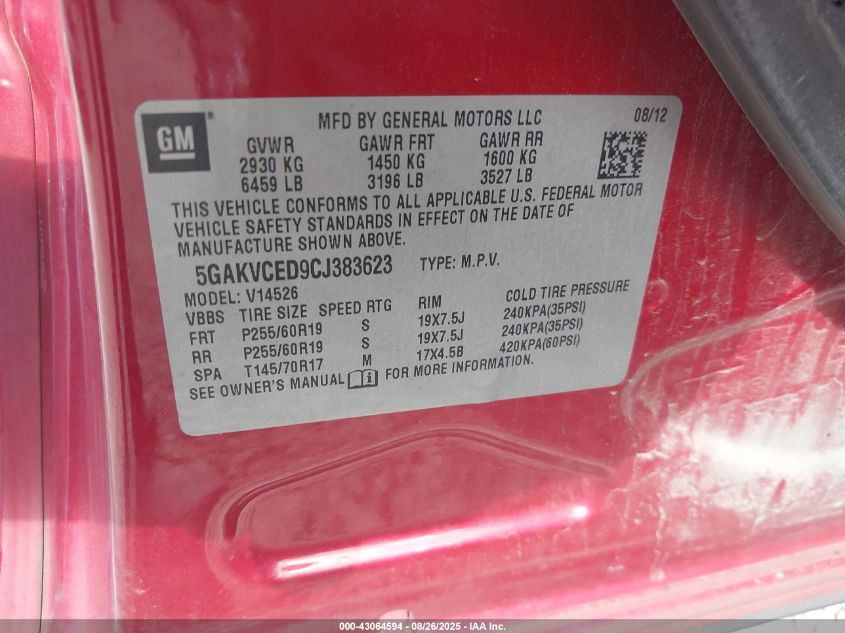 GM®
MFD BY GENERAL MOTORS LLC 08/12
GVWR GAWR FRT GAWR RR
2930 KG 1450 KG 1600 KG
6459 LB 3196 LB 3527 LB
THIS VEHICLE CONFORMS TO ALL APPLICABLE U.S. FEDERAL MOTOR
VEHICLE SAFETY STANDARDS IN EFFECT ON THE DATE OF
MANUFACTURE SHOWN ABOVE.
5GAKVCED9CJ383623 TYPE: M.P.V.
MODEL: V14526
VBBS TIRE SIZE SPEED RTG RIM COLD TIRE PRESSURE
FRT P255/60R19 S 19X7.5J 240KPA(35PSI)
RR P255/60R19 S 19X7.5J 240KPA(35PSI)
SPA T145/70R17 M 17X4.5B 420KPA(60PSI)
SEE OWNER'S MANUAL i FOR MORE INFORMATION.
000-43064594 - 08/26/2025 - IAA Inc.